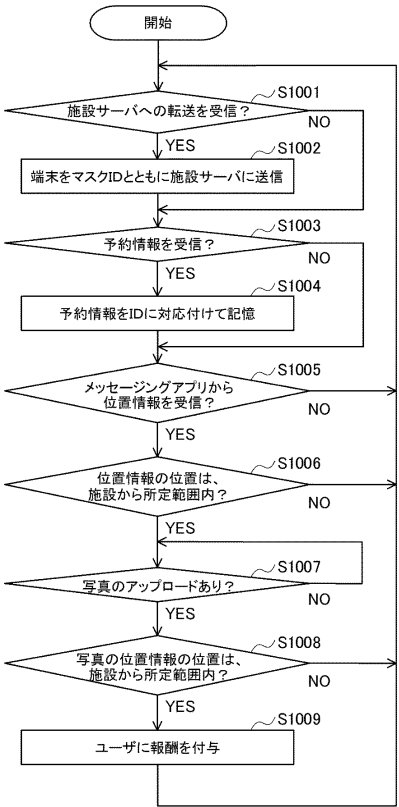 開始
S1001
施設サーバへの転送を受信？
NO
YES
S1002
端末をマスクIDとともに施設サーバに送信
S1003
予約情報を受信？
NO
YES
S1004
予約情報をIDに対応付けて記憶
S1005
メッセージングアプリから
位置情報を受信？
NO
YES
S1006
位置情報の位置は、
施設から所定範囲内？
NO
YES
S1007
写真のアップロードあり？
NO
YES
S1008
写真の位置情報の位置は、
施設から所定範囲内？
NO
YES
S1009
ユーザに報酬を付与